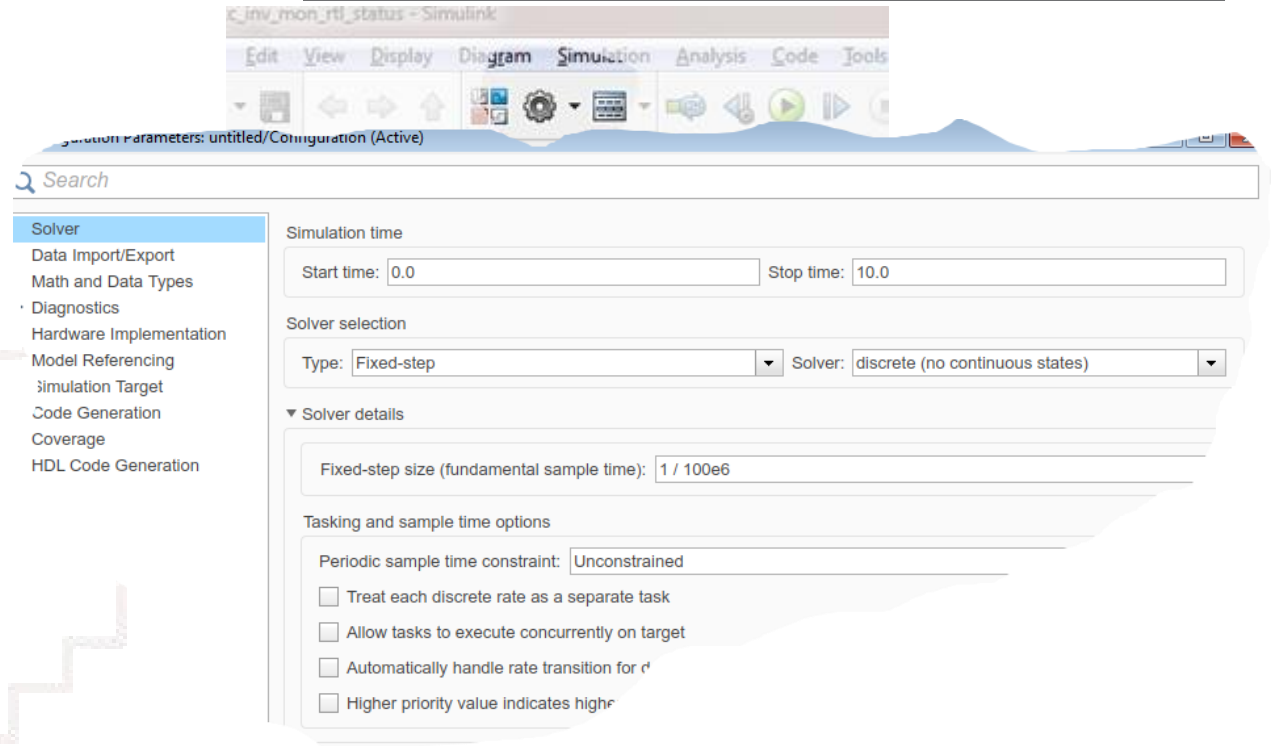 c_inv_mon_rtl_status - Simulink
Edit View Display Diagram Simulation Analysis Code Tools
Configuration Parameters: untitled/Configuration (Active)
Search
Solver
Data Import/Export
Math and Data Types
Diagnostics
Hardware Implementation
Model Referencing
Simulation Target
Code Generation
Coverage
HDL Code Generation
Simulation time
Start time: 0.0 Stop time: 10.0
Solver selection
Type: Fixed-step Solver: discrete (no continuous states)
Solver details
Fixed-step size (fundamental sample time): 1 / 100e6
Tasking and sample time options
Periodic sample time constraint: Unconstrained
Treat each discrete rate as a separate task
Allow tasks to execute concurrently on target
Automatically handle rate transition for
Higher priority value indicates